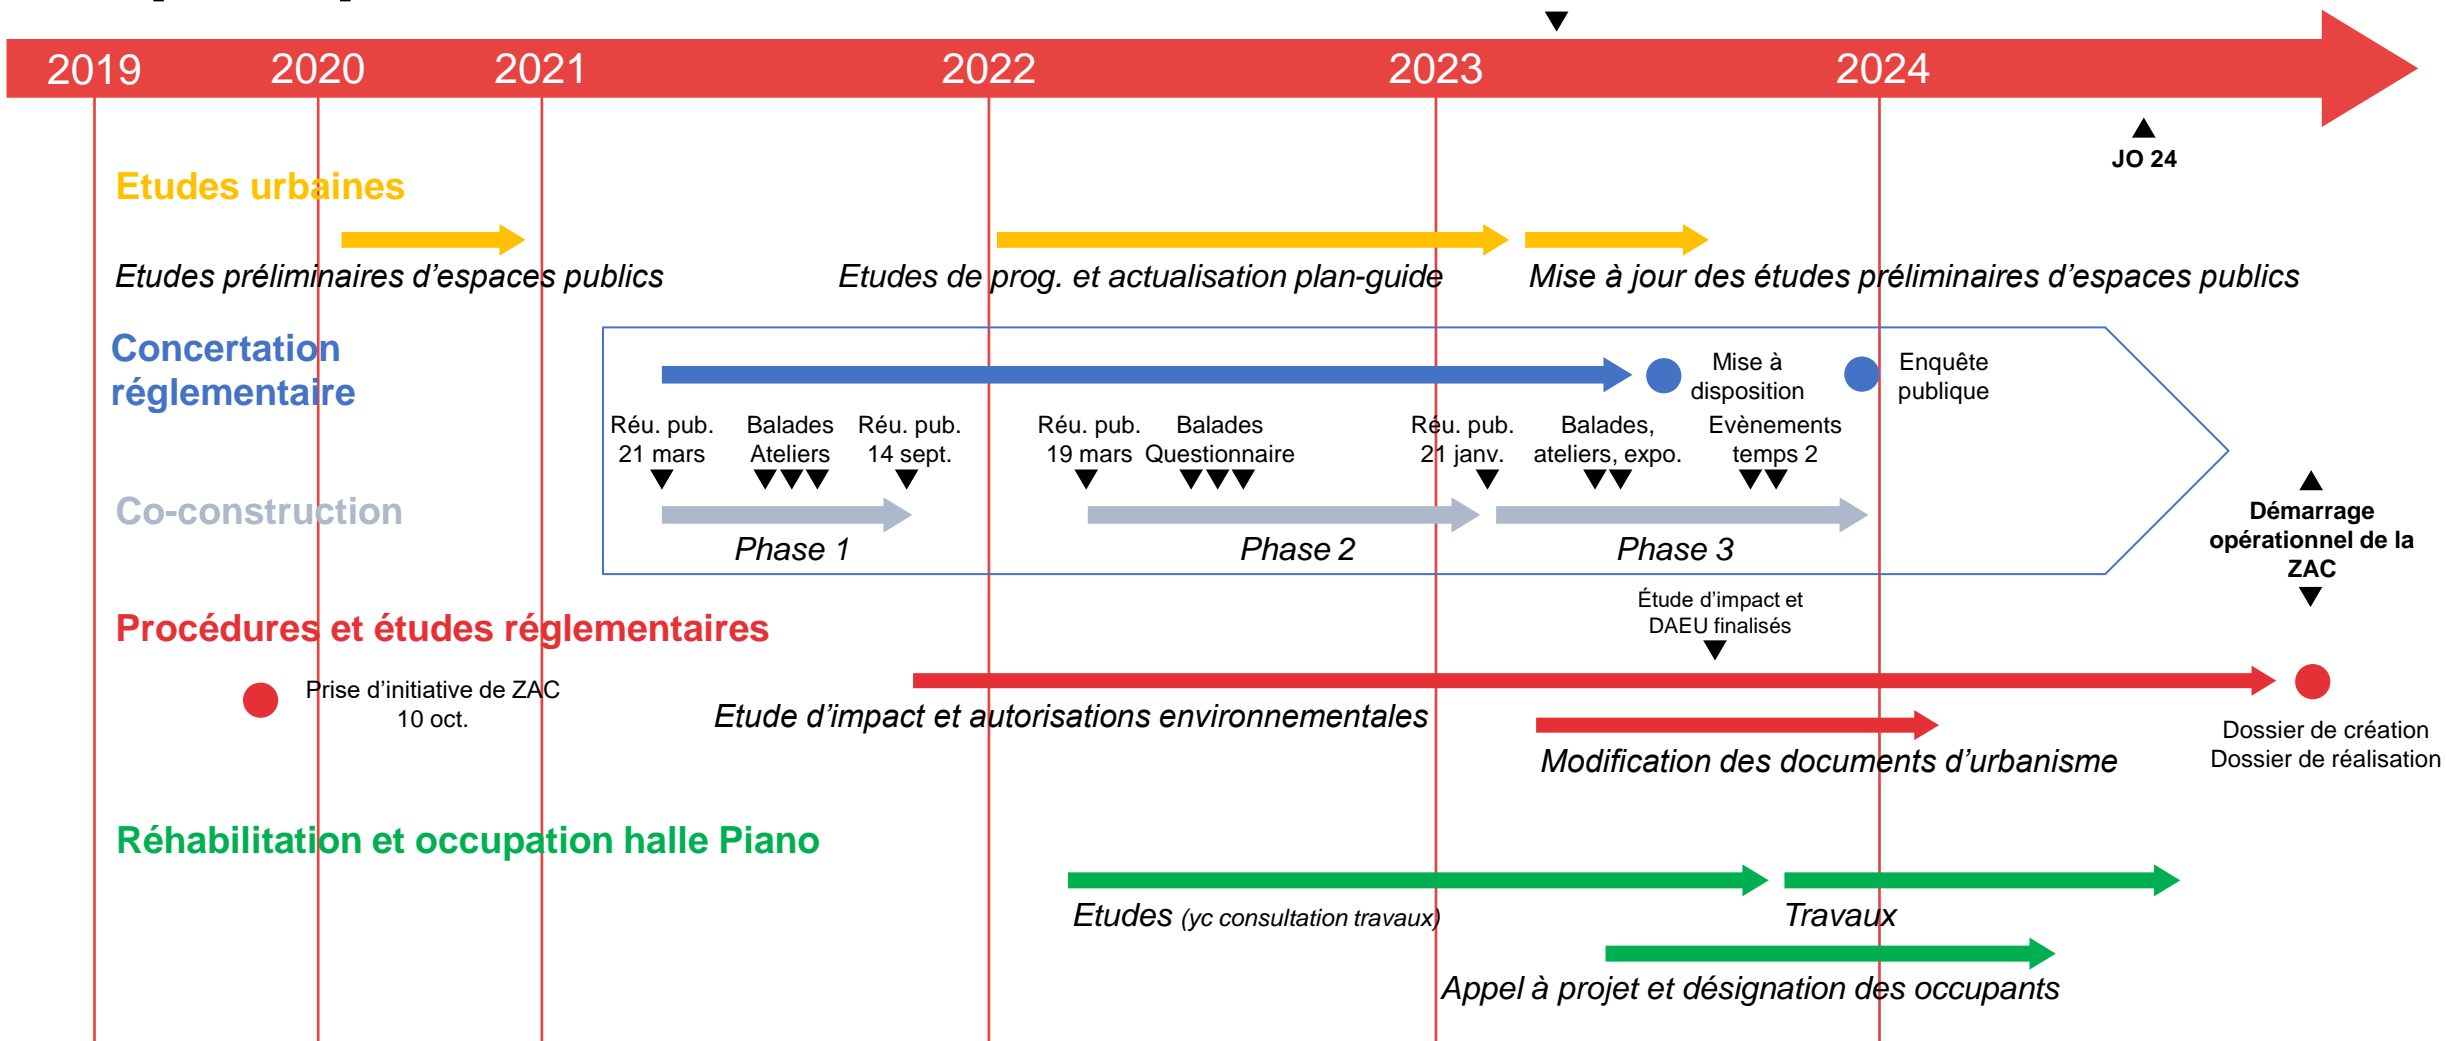 2019
2020
2021
2022
2023
2024
JO 24
Etudes urbaines
Etudes préliminaires d'espaces publics
Etudes de prog. et actualisation plan-guide
Mise à jour des études préliminaires d'espaces publics
Concertation
réglementaire
Mise à
disposition
Enquête
publique
Réu. pub.
21 mars
Balades
Ateliers
Réu. pub.
14 sept.
Réu. pub.
19 mars
Balades
Questionnaire
Réu. pub.
21 janv.
Balades,
ateliers, expo.
Evènements
temps 2
Co-construction
Phase 1
Phase 2
Phase 3
Démarrage
opérationnel de la
ZAC
Procédures et études réglementaires
Étude d'impact et
DAEU finalisés
Prise d'initiative de ZAC
10 oct.
Etude d'impact et autorisations environnementales
Modification des documents d'urbanisme
Dossier de création
Dossier de réalisation
Réhabilitation et occupation halle Piano
Etudes (yc consultation travaux)
Travaux
Appel à projet et désignation des occupants